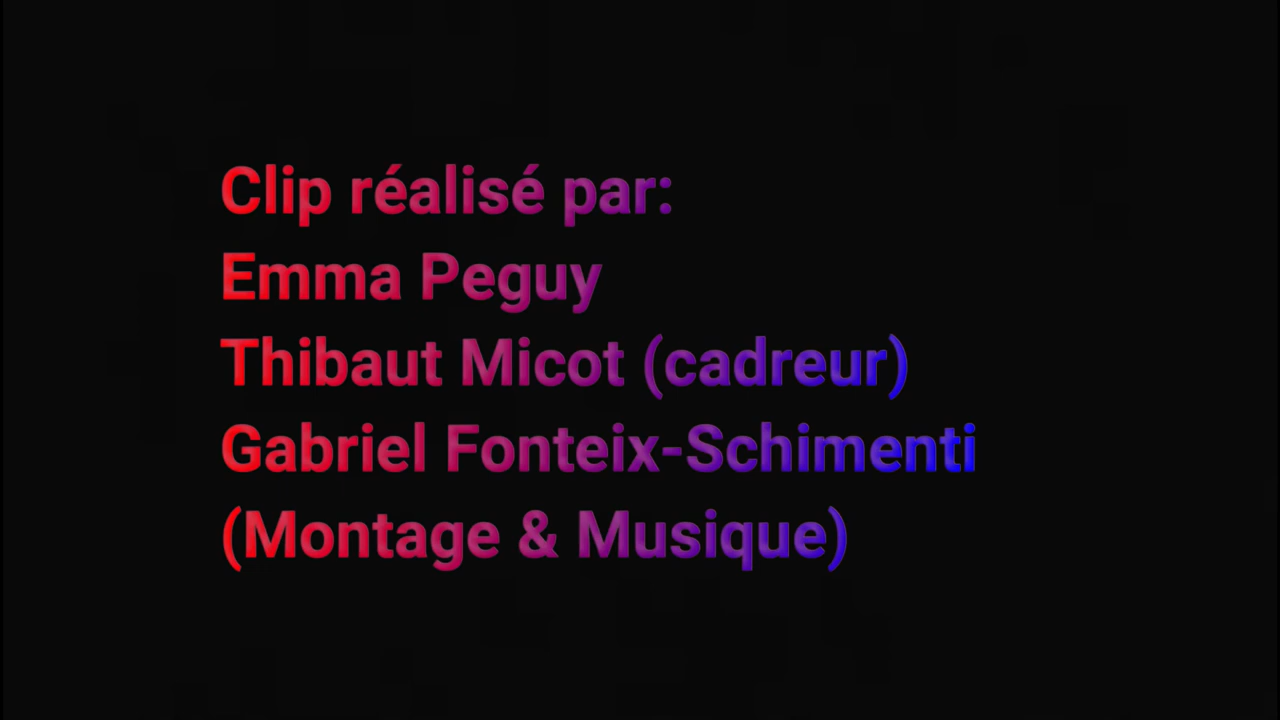 Clip réalisé par:
Emma Peguy
Thibaut Micot (cadreur)
Gabriel Fonteix-Schimenti
(Montage & Musique)